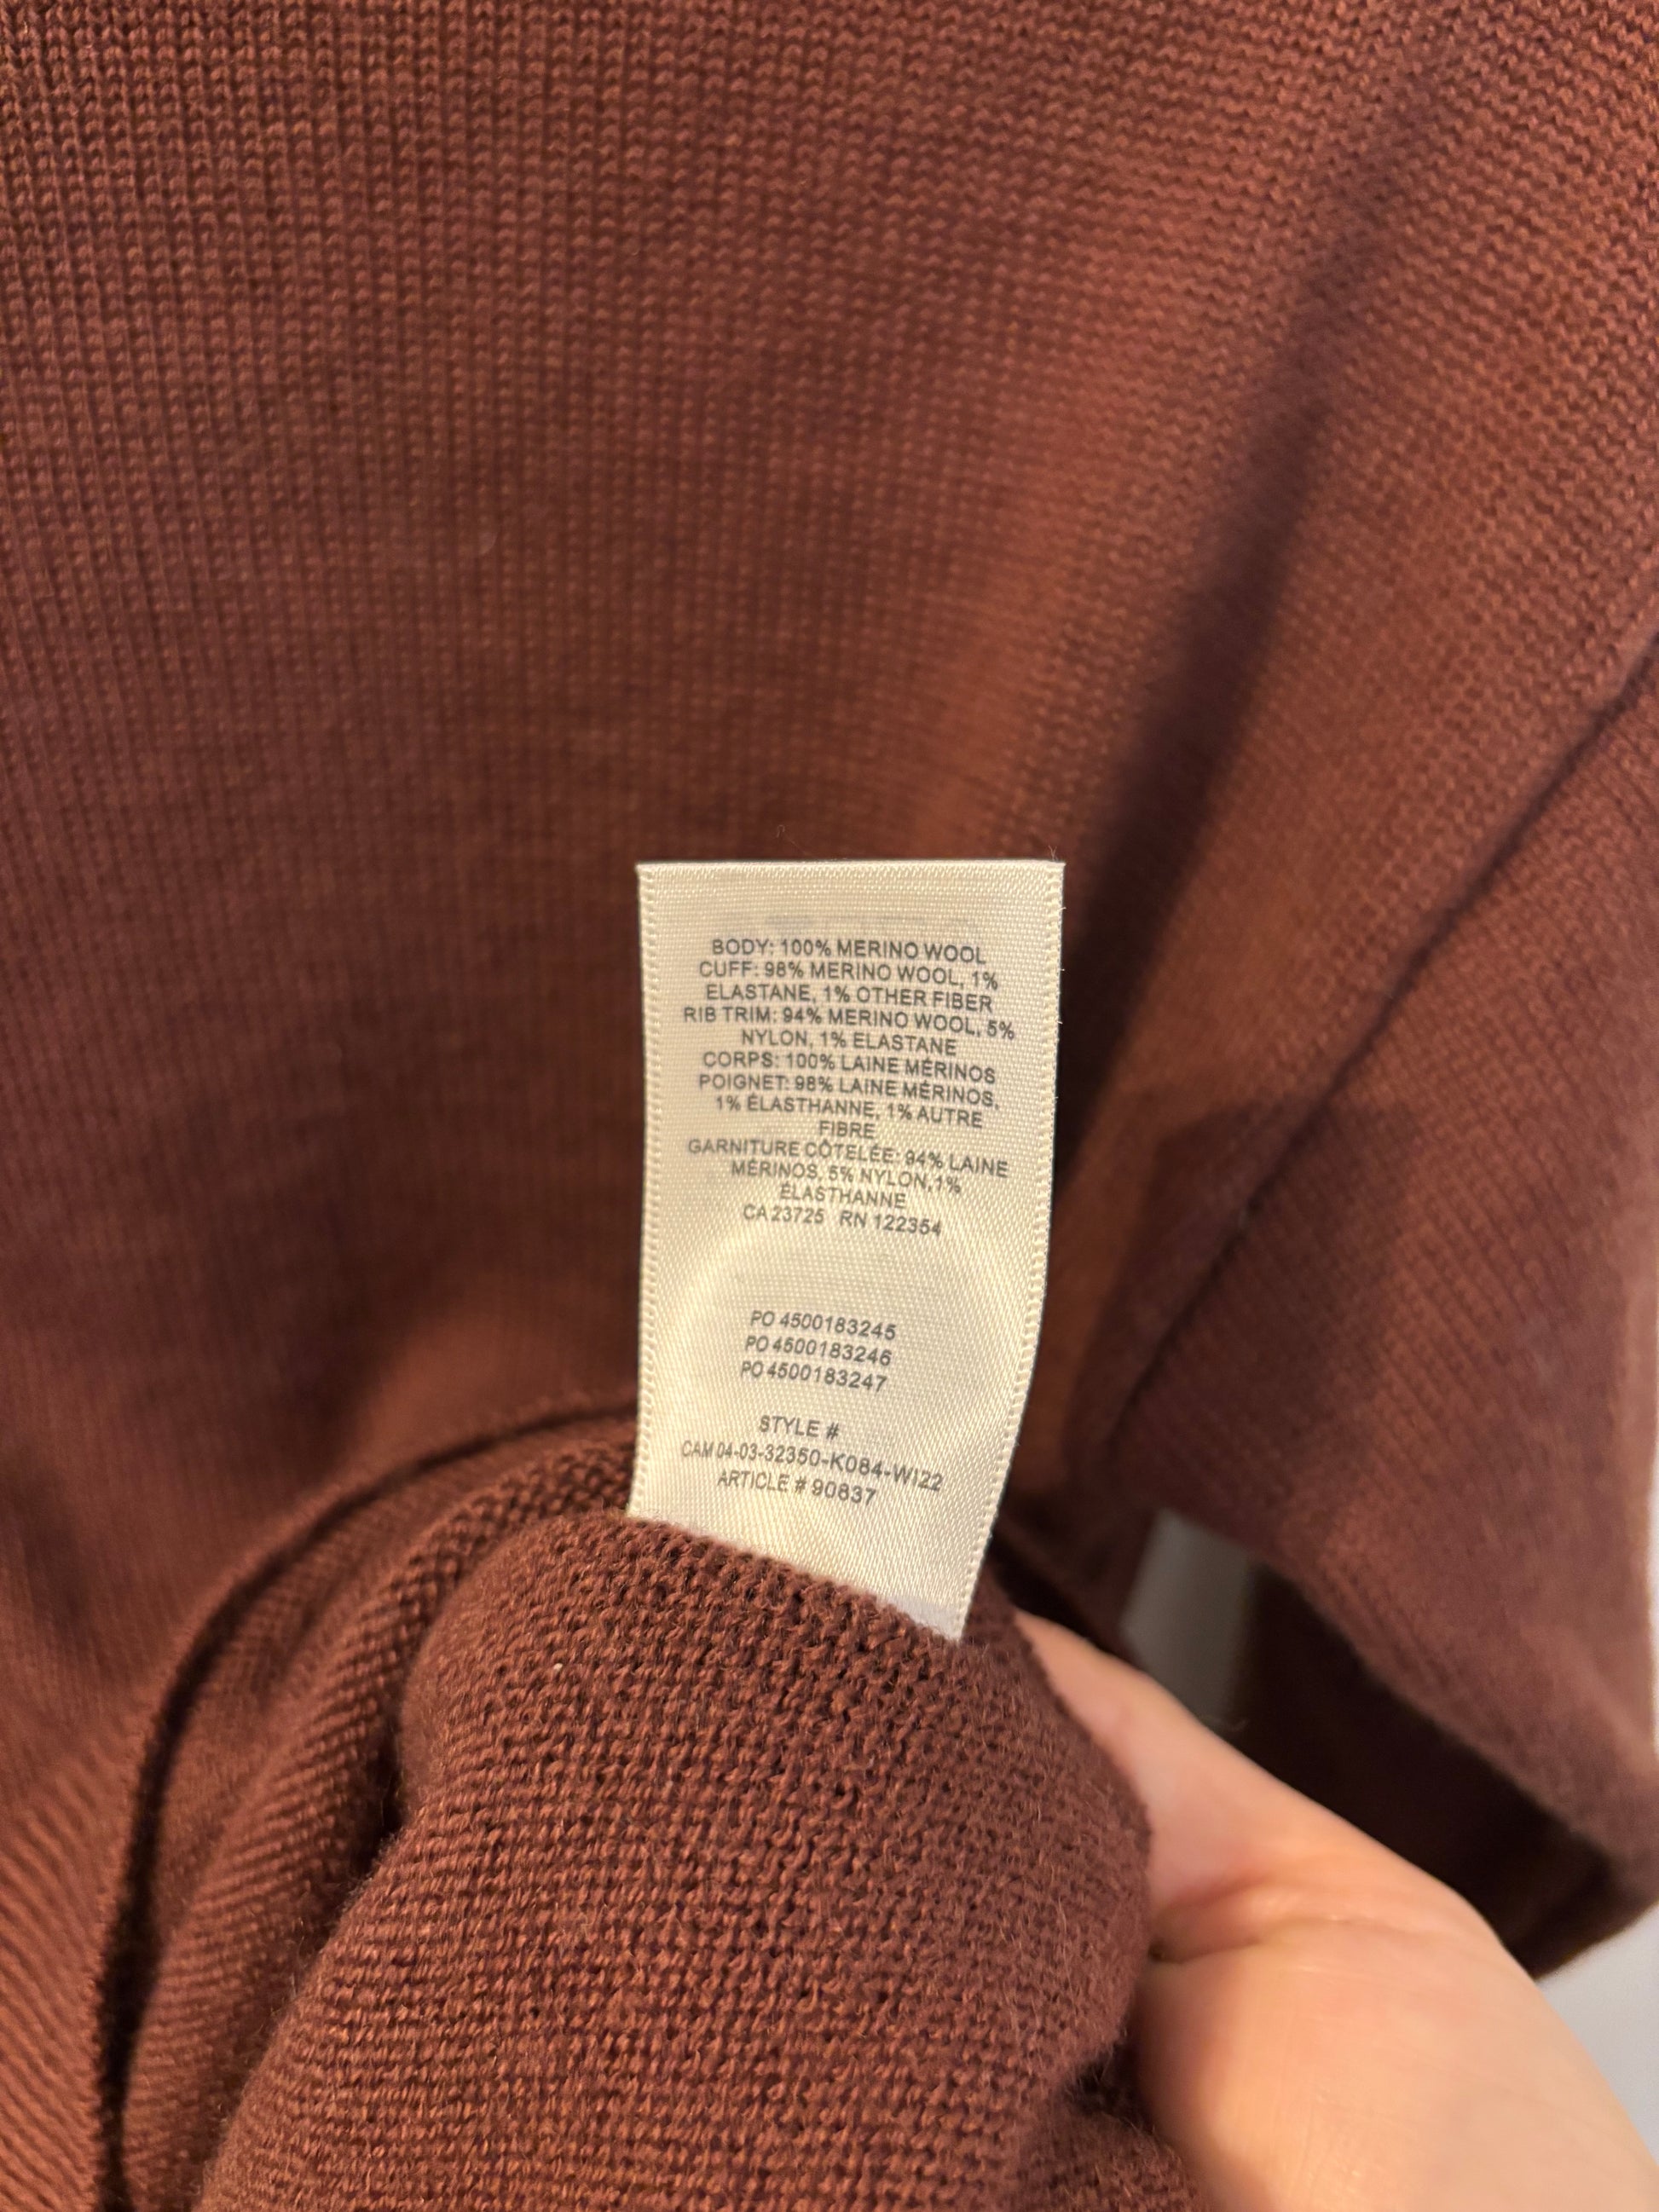 BODY: 100% MERINO WOOL
CUFF: 98% MERINO WOOL, 1%
ELASTANE, 1% OTHER FIBER
RIB TRIM: 94% MERINO WOOL, 5%
NYLON, 1% ELASTANE
CORPS: 100% LAINE MÉRINOS
POIGNET: 98% LAINE MÉRINOS,
1% ÉLASTHANNE, 1% AUTRE
FIBRE
GARNITURE CÔTELÉE: 94% LAINE
MÉRINOS, 5% NYLON,1%
ÉLASTHANNE
CA 23725 RN 122354
PO 4500183245
PO 4500183246
PO 4500183247
STYLE #
CAM 04-03-32350-K084-WI22
ARTICLE # 90837